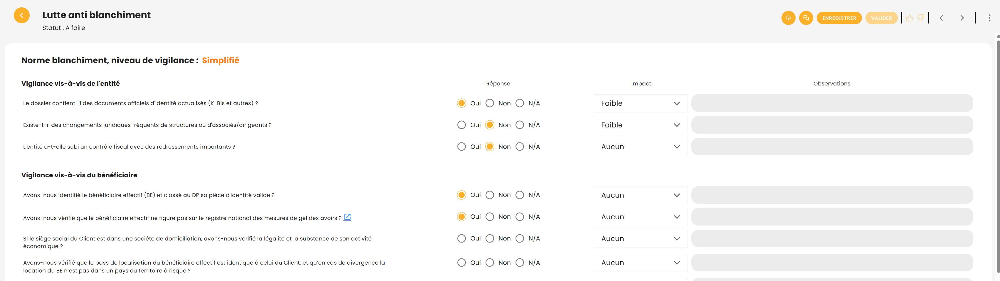 Lutte anti blanchiment
Statut : A faire
ENREGISTRER
VALIDER
Norme blanchiment, niveau de vigilance : Simplifié
Vigilance vis-à-vis de l'entité
Réponse
Impact
Observations
Le dossier contient-il des documents officiels d'identité actualisés (K-Bis et autres) ?
Oui Non N/A
Faible
Existe-t-il des changements juridiques fréquents de structures ou d'associés/dirigeants ?
Oui Non N/A
Faible
L'entité a-t-elle subi un contrôle fiscal avec des redressements importants ?
Oui Non N/A
Aucun
Vigilance vis-à-vis du bénéficiaire
Avons-nous identifié le bénéficiaire effectif (BE) et classé au DP sa pièce d'identité valide ?
Oui Non N/A
Aucun
Avons-nous vérifié que le bénéficiaire effectif ne figure pas sur le registre national des mesures de gel des avoirs ?
Oui Non N/A
Aucun
Si le siège social du Client est dans une société de domiciliation, avons-nous vérifié la légalité et la substance de son activité
économique ?
Oui Non N/A
Aucun
Avons-nous vérifié que le pays de localisation du bénéficiaire effectif est identique à celui du Client, et qu’en cas de divergence la
location du BE n’est pas dans un pays ou territoire à risque ?
Oui Non N/A
Aucun